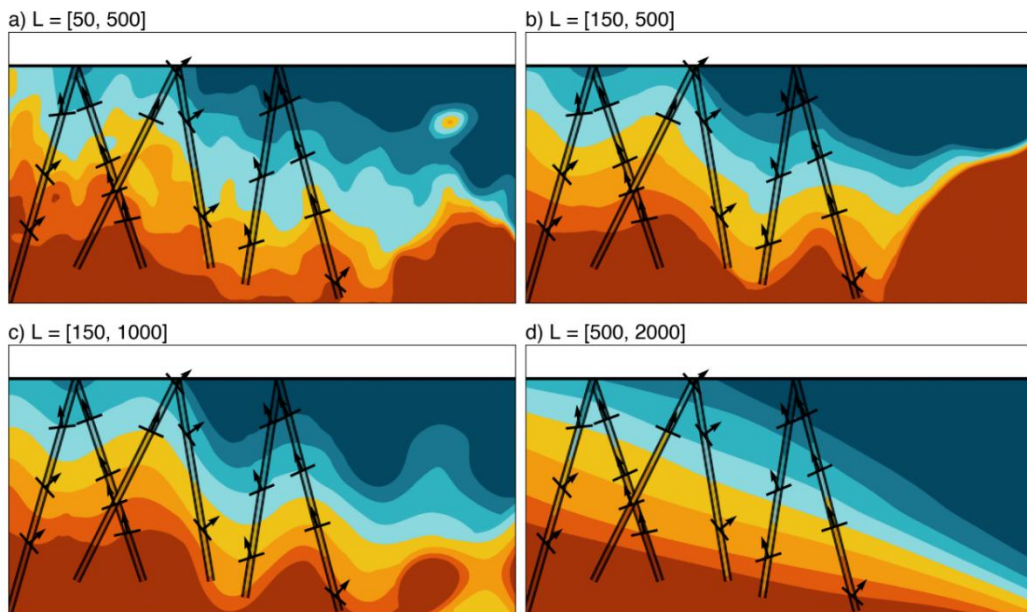 a) L = [50, 500]
b) L = [150, 500]
c) L = [150, 1000]
d) L = [500, 2000]